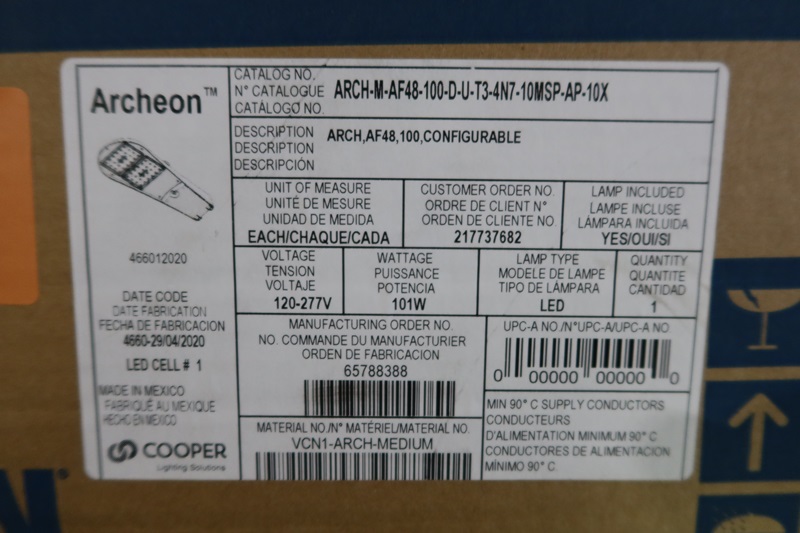 Archeon™
466012020
DATE CODE
DATE FABRICATION
FECHA DE FABRICACION
4660-29/04/2020
LED CELL # 1
MADE IN MEXICO
FABRIQUÉ AU MEXIQUE
HECHO EN MEXICO
COOPER
Lighting Solutions
CATALOG NO.
N° CATALOGUE
CATÁLOGO NO.
ARCH-M-AF48-100-D-U-T3-4N7-10MSP-AP-10X
DESCRIPTION
DESCRIPTION
DESCRIPCIÓN
ARCH,AF48,100,CONFIGURABLE
UNIT OF MEASURE
UNITÉ DE MESURE
UNIDAD DE MEDIDA
EACH/CHAQUE/CADA
CUSTOMER ORDER NO.
ORDRE DE CLIENT N°
ORDEN DE CLIENTE NO.
217737682
LAMP INCLUDED
LAMPE INCLUSE
LÁMPARA INCLUIDA
YES/OUI/SI
VOLTAGE
TENSION
VOLTAJE
120-277V
WATTAGE
PUISSANCE
POTENCIA
101W
LAMP TYPE
MODELE DE LAMPE
TIPO DE LÁMPARA
LED
QUANTITY
QUANTITE
CANTIDAD
1
MANUFACTURING ORDER NO.
NO. COMMANDE DU MANUFACTURIER
ORDEN DE FABRICACION
65788388
UPC-A NO /N°UPC-A/UPC-A NO
0 00000 00000 0
MATERIAL NO./N° MATÉRIEL/MATERIAL NO.
VCN1-ARCH-MEDIUM
MIN 90° C SUPPLY CONDUCTORS
CONDUCTEURS
D'ALIMENTATION MINIMUM 90° C.
CONDUCTORES DE ALIMENTACION
MÍNIMO 90° C.